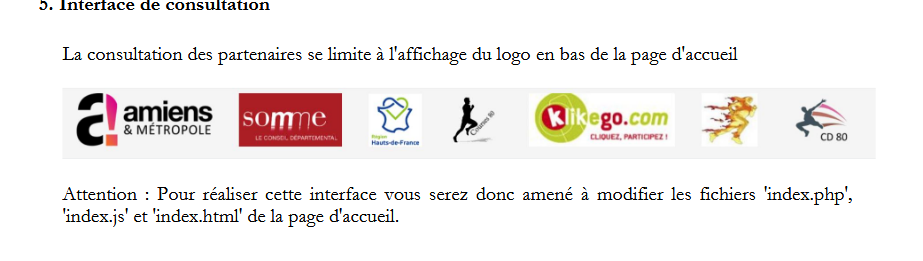 5. Interface de consultation
La consultation des partenaires se limite à l'affichage du logo en bas de la page d'accueil
a! amiens
& MÉTROPOLE
somme
LE CONSEIL DÉPARTEMENTAL
Région
Hauts-de-France
Courses 80
klikego.com
CLIQUEZ, PARTICIPEZ !
CD 80
Attention : Pour réaliser cette interface vous serez donc amené à modifier les fichiers 'index.php',
'index.js' et 'index.html' de la page d'accueil.